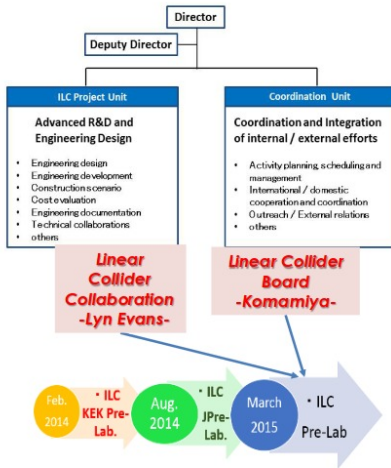 Director
Deputy Director
ILC Project Unit
Advanced R&D and
Engineering Design
• Engineering design
• Engineering development
• Construction scenario
• Cost evaluation
• Engineering documentation
• Technical collaborations
• others
Coordination Unit
Coordination and Integration
of internal / external efforts
• Activity planning, scheduling and
management
• International / domestic
cooperation and coordination
• Outreach / External relations
• others
Linear
Collider
Collaboration
-Lyn Evans-
Linear Collider
Board
-Komamiya-
Feb.
2014
• ILC
KEK Pre-
Lab.
Aug.
2014
• ILC
JPre-
Lab.
March
2015
• ILC
Pre-Lab